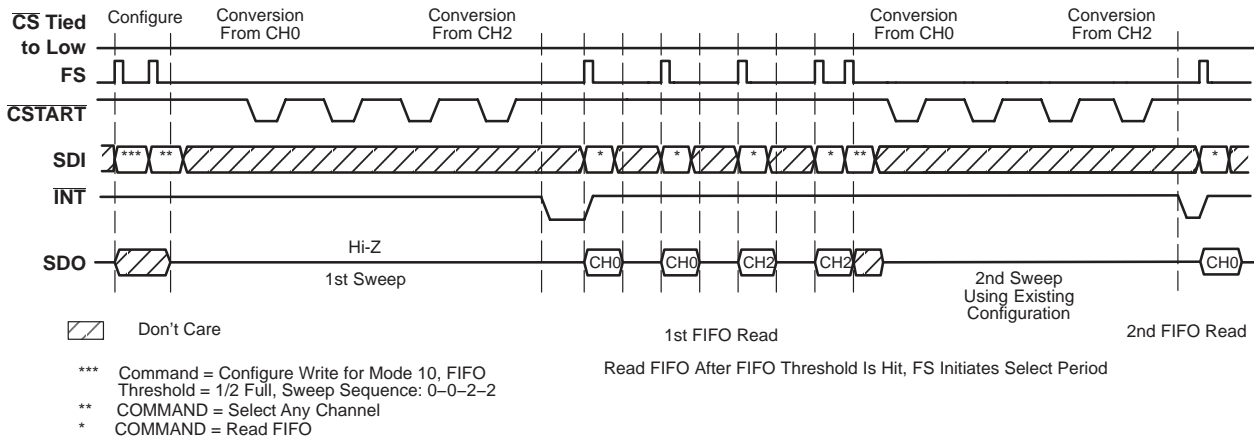 CS Tied
to Low
Configure
Conversion
From CH0
Conversion
From CH2
Conversion
From CH0
Conversion
From CH2
FS
CSTART
SDI
***
**
*
*
*
*
**
*
INT
SDO
Hi-Z
1st Sweep
CH0
CH0
CH2
CH2
2nd Sweep
Using Existing
Configuration
CH0
Don't Care
1st FIFO Read
2nd FIFO Read
*** Command = Configure Write for Mode 10, FIFO
Threshold = 1/2 Full, Sweep Sequence: 0–0–2–2
** COMMAND = Select Any Channel
* COMMAND = Read FIFO
Read FIFO After FIFO Threshold Is Hit, FS Initiates Select Period